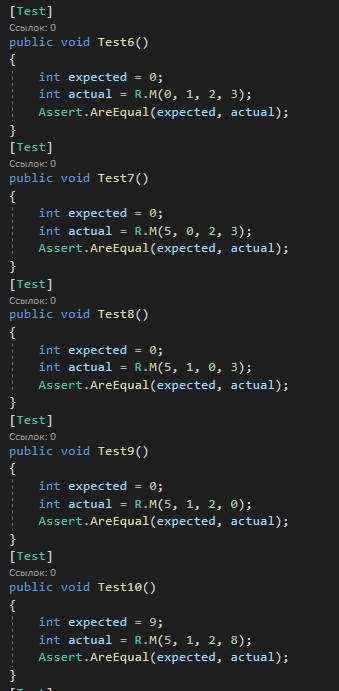 [Test]
Ссылок: 0
public void Test6()
{
int expected = 0;
int actual = R.M(0, 1, 2, 3);
Assert.AreEqual(expected, actual);
}
[Test]
Ссылок: 0
public void Test7()
{
int expected = 0;
int actual = R.M(5, 0, 2, 3);
Assert.AreEqual(expected, actual);
}
[Test]
Ссылок: 0
public void Test8()
{
int expected = 0;
int actual = R.M(5, 1, 0, 3);
Assert.AreEqual(expected, actual);
}
[Test]
Ссылок: 0
public void Test9()
{
int expected = 0;
int actual = R.M(5, 1, 2, 0);
Assert.AreEqual(expected, actual);
}
[Test]
Ссылок: 0
public void Test10()
{
int expected = 9;
int actual = R.M(5, 1, 2, 8);
Assert.AreEqual(expected, actual);
}